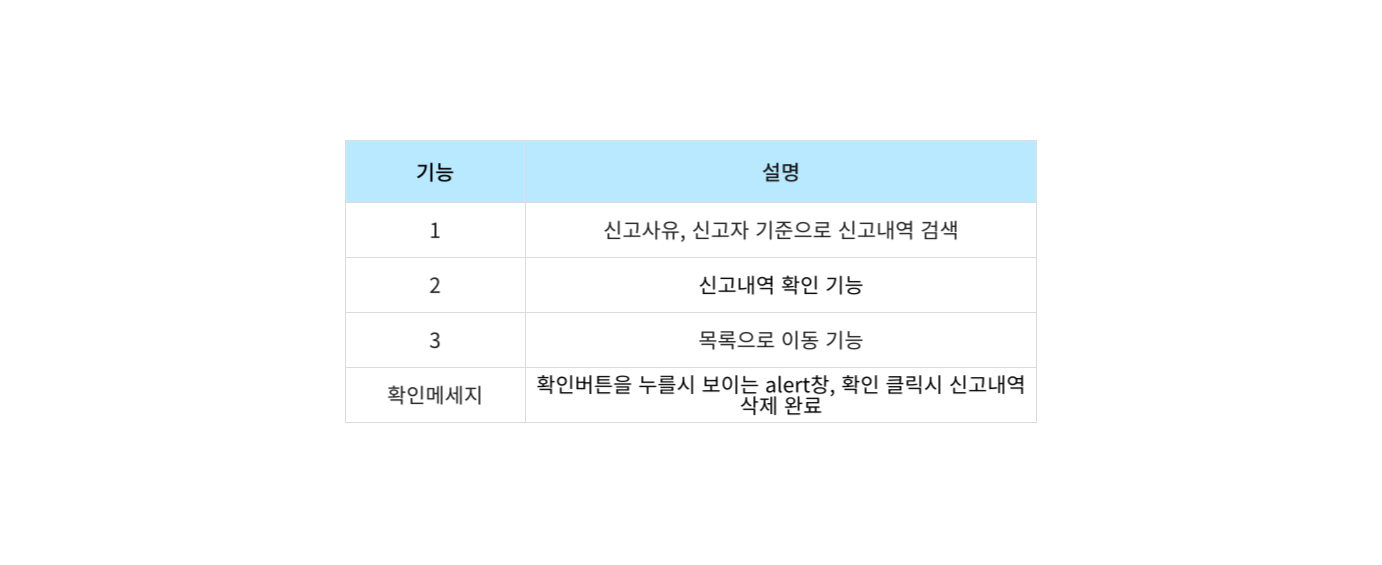 기능 설명
1 신고사유, 신고자 기준으로 신고내역 검색
2 신고내역 확인 기능
3 목록으로 이동 기능
확인메세지 확인버튼을 누를시 보이는 alert창, 확인 클릭시 신고내역
삭제 완료